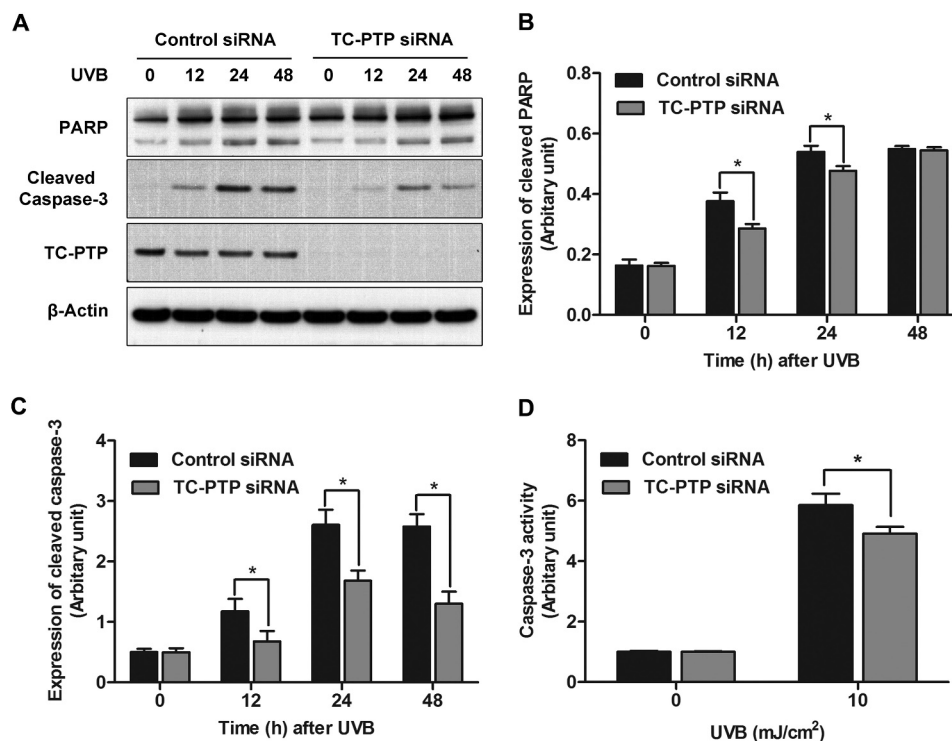 A
Control siRNA TC-PTP siRNA
UVB 0 12 24 48 0 12 24 48
PARP
Cleaved
Caspase-3
TC-PTP
β-Actin
B
Expression of cleaved PARP
(Arbitary unit)
0.8
0.6
0.4
0.2
0.0
Control siRNA
TC-PTP siRNA
*
*
0 12 24 48
Time (h) after UVB
C
Expression of cleaved caspase-3
(Arbitary unit)
4
3
2
1
0
Control siRNA
TC-PTP siRNA
*
*
*
0 12 24 48
Time (h) after UVB
D
Caspase-3 activity
(Arbitary unit)
8
6
4
2
0
Control siRNA
TC-PTP siRNA
*
0 10
UVB (mJ/cm²)